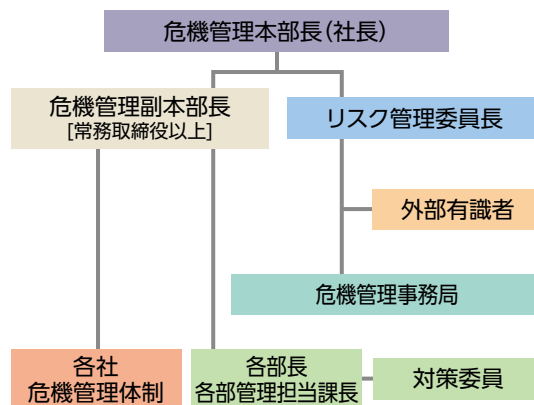 危機管理本部長(社長)
危機管理副本部長
[常務取締役以上]
リスク管理委員長
外部有識者
危機管理事務局
各社
危機管理体制
各部長
各部管理担当課長
対策委員